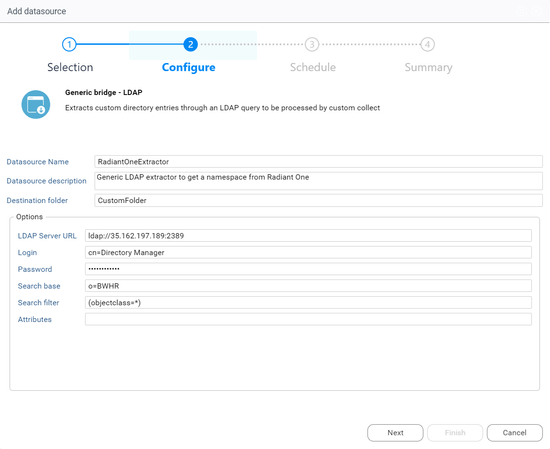 Add datasource
1 2 3 4
Selection Configure Schedule Summary
Generic bridge - LDAP
Extracts custom directory entries through an LDAP query to be processed by custom collect
Datasource Name RadiantOneExtractor
Datasource description Generic LDAP extractor to get a namespace from Radiant One
Destination folder CustomFolder
Options
LDAP Server URL ldap://35.162.197.189:2389
Login cn=Directory Manager
Password ••••••••••••
Search base o=BWHR
Search filter (objectclass=*)
Attributes
Next Finish Cancel